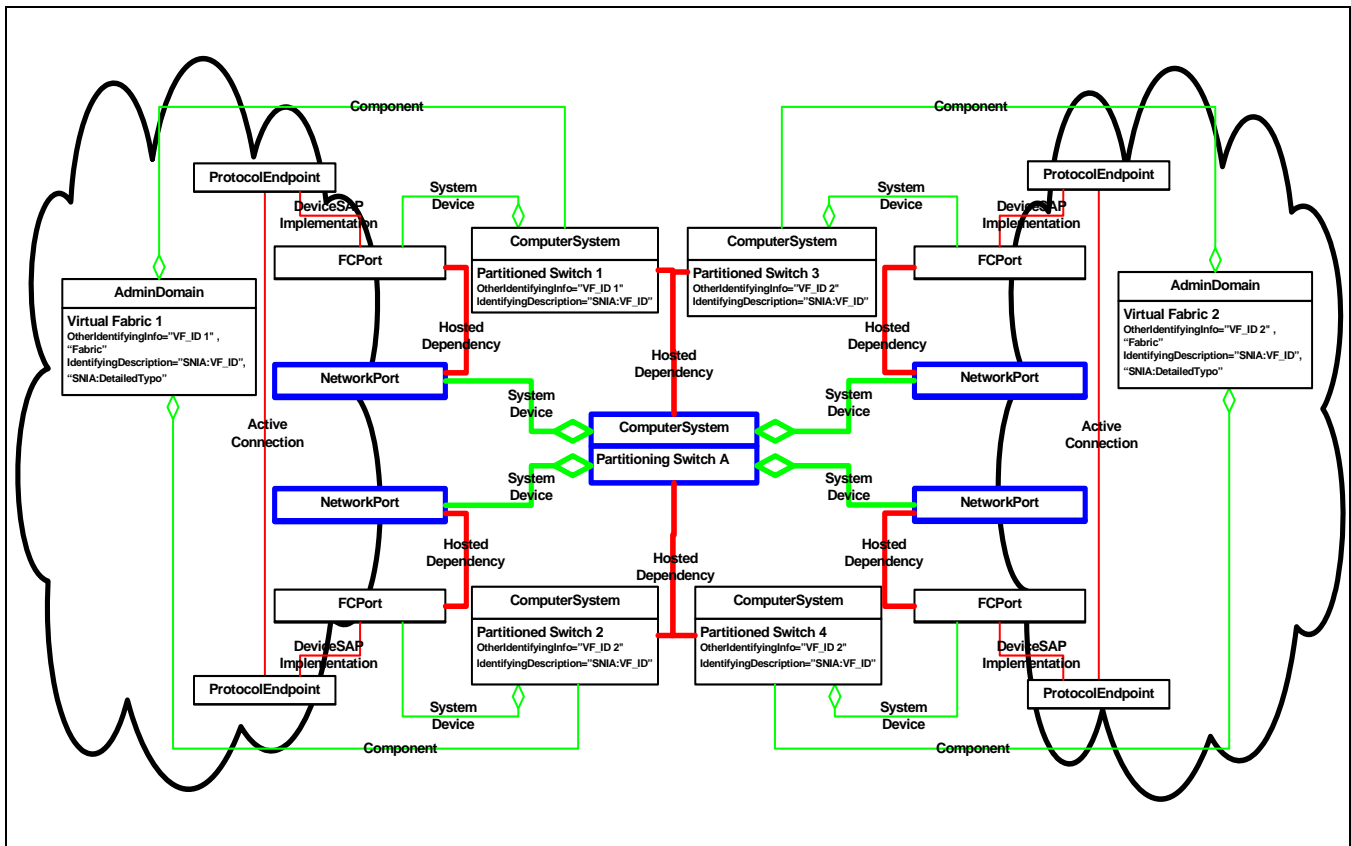 Component
Component
ProtocolEndpoint
ProtocolEndpoint
System
Device
System
Device
DeviceSAP
Implementation
DeviceSAP
Implementation
ComputerSystem
Partitioned Switch 1
OtherIdentifyingInfo="VF_ID 1"
IdentifyingDescription="SNIA:VF_ID"
ComputerSystem
Partitioned Switch 3
OtherIdentifyingInfo="VF_ID 2"
IdentifyingDescription="SNIA:VF_ID"
FCPort
FCPort
AdminDomain
Virtual Fabric 1
OtherIdentifyingInfo="VF_ID 1" ,
“Fabric”
IdentifyingDescription="SNIA:VF_ID",
“SNIA:DetailedTypo”
AdminDomain
Virtual Fabric 2
OtherIdentifyingInfo="VF_ID 2" ,
“Fabric”
IdentifyingDescription="SNIA:VF_ID",
“SNIA:DetailedTypo”
Hosted
Dependency
Hosted
Dependency
Hosted
Dependency
NetworkPort
NetworkPort
System
Device
System
Device
ComputerSystem
Partitioning Switch A
Active
Connection
Active
Connection
System
Device
System
Device
NetworkPort
NetworkPort
Hosted
Dependency
Hosted
Dependency
Hosted
Dependency
FCPort
FCPort
ComputerSystem
Partitioned Switch 2
OtherIdentifyingInfo="VF_ID 2"
IdentifyingDescription="SNIA:VF_ID"
ComputerSystem
Partitioned Switch 4
OtherIdentifyingInfo="VF_ID 2"
IdentifyingDescription="SNIA:VF_ID"
DeviceSAP
Implementation
DeviceSAP
Implementation
ProtocolEndpoint
ProtocolEndpoint
System
Device
System
Device
Component
Component